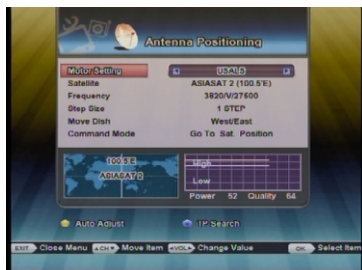 Antenna Positioning
Motor Setting USALS
Satellite ASIASAT 2 (100.5'E)
Frequency 3820/V/27500
Step Size 1 STEP
Move Dish West/East
Command Mode Go To Sat. Position
100.5'E
ASIASAT 2
High
Low
Power 52 Quality 64
Auto Adjust TP Search
EXIT Close Menu CH Move Item VOL Change Value OK Select Item